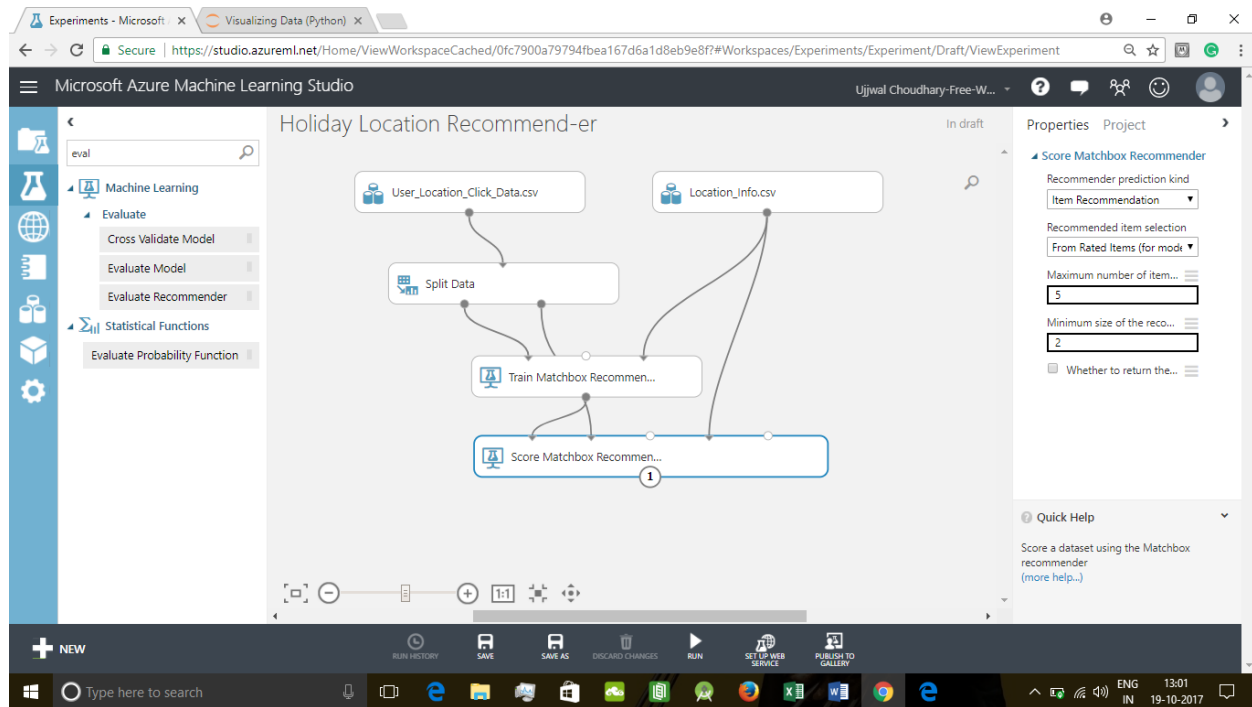 Experiments - Microsoft
Visualizing Data (Python)
Secure
https://studio.azureml.net/Home/ViewWorkspaceCached/0fc7900a79794fbea167d6a1d8eb9e8f?#Workspaces/Experiments/Experiment/Draft/ViewExperiment
Microsoft Azure Machine Learning Studio
Ujjwal Choudhary-Free-W...
eval
Machine Learning
Evaluate
Cross Validate Model
Evaluate Model
Evaluate Recommender
Statistical Functions
Evaluate Probability Function
Holiday Location Recommend-er
In draft
User_Location_Click_Data.csv
Location_Info.csv
Split Data
Train Matchbox Recommen...
Score Matchbox Recommen...
1
1:1
Properties Project
Score Matchbox Recommender
Recommender prediction kind
Item Recommendation
Recommended item selection
From Rated Items (for mode
Maximum number of item...
5
Minimum size of the reco...
2
Whether to return the...
Quick Help
Score a dataset using the Matchbox
recommender
(more help...)
NEW
RUN HISTORY
SAVE
SAVE AS
DISCARD CHANGES
RUN
SET UP WEB
SERVICE
PUBLISH TO
GALLERY
Type here to search
ENG
IN
13:01
19-10-2017